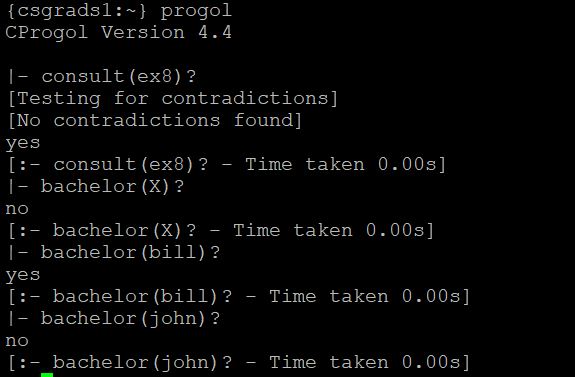 {csgrads1:~} progol
CProgol Version 4.4
|- consult(ex8)?
[Testing for contradictions]
[No contradictions found]
yes
[:- consult(ex8)? - Time taken 0.00s]
|- bachelor(X)?
no
[:- bachelor(X)? - Time taken 0.00s]
|- bachelor(bill)?
yes
[:- bachelor(bill)? - Time taken 0.00s]
|- bachelor(john)?
no
[:- bachelor(john)? - Time taken 0.00s]